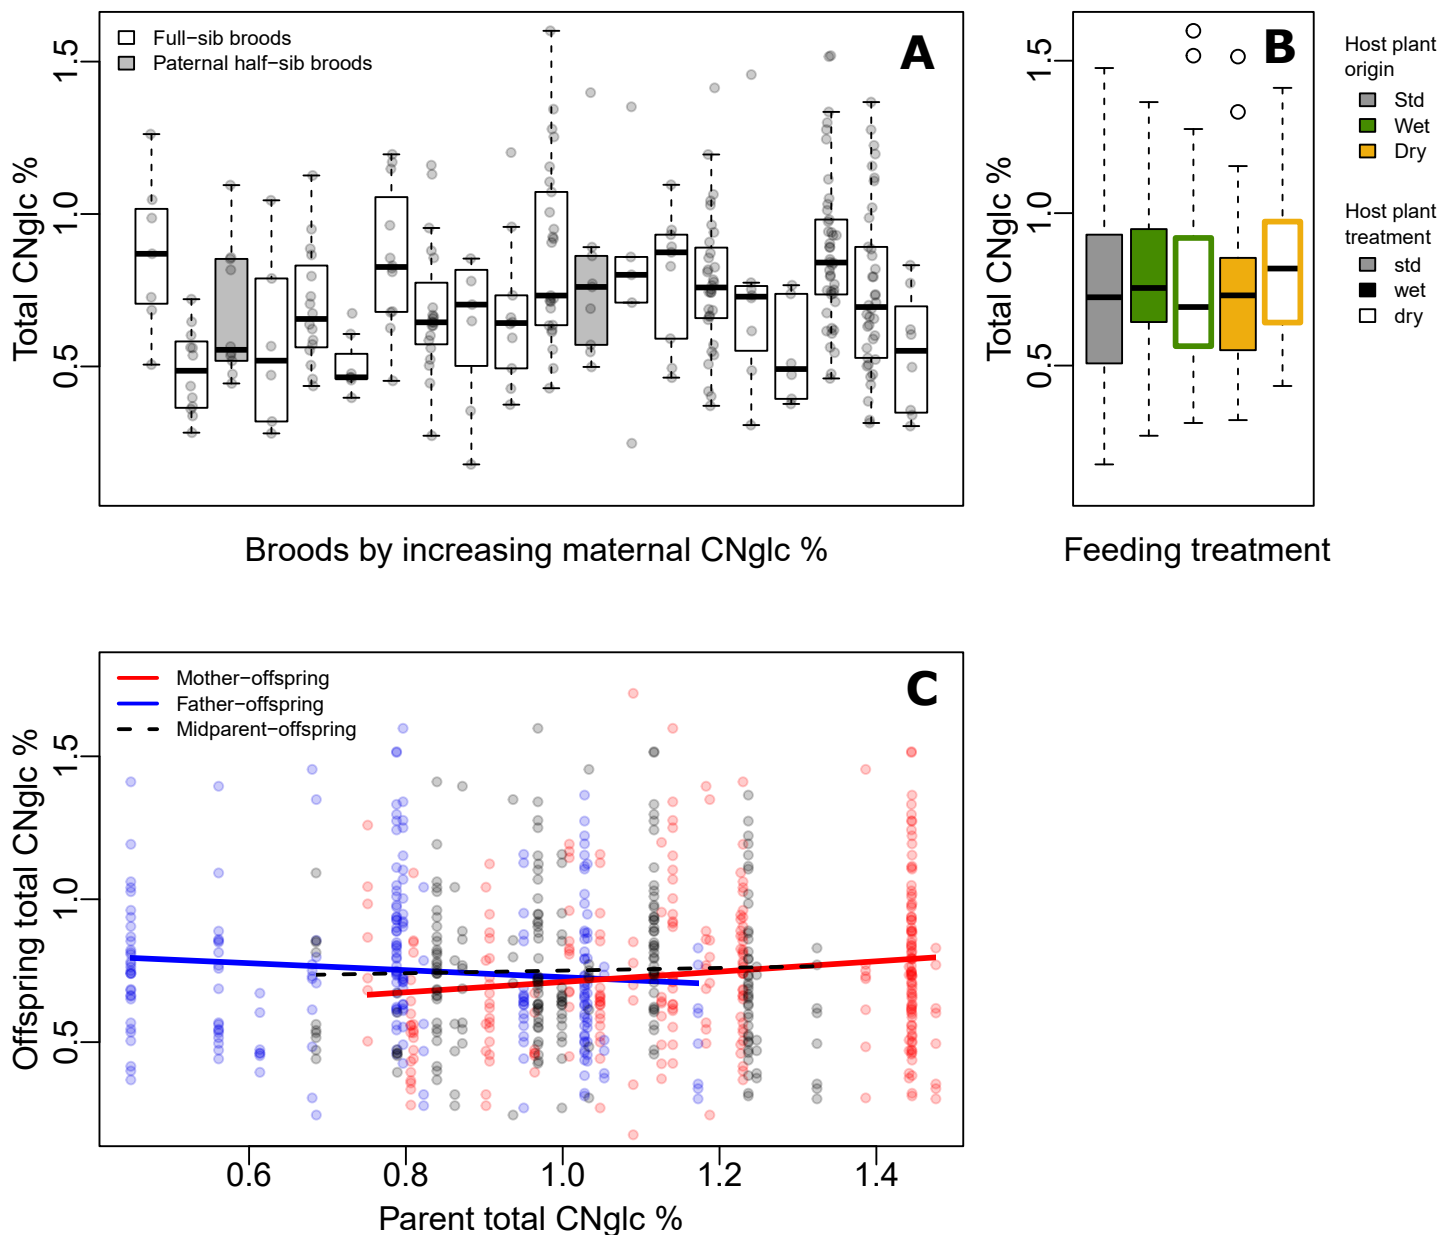 Full−sib broods
Paternal half−sib broods
A
Total CNglc %
0.5
1.0
1.5
Broods by increasing maternal CNglc %
B
Total CNglc %
0.5
1.0
1.5
Feeding treatment
Host plant
origin
Std
Wet
Dry
Host plant
treatment
std
wet
dry
Mother−offspring
Father−offspring
Midparent−offspring
C
Offspring total CNglc %
0.5
1.0
1.5
0.6
0.8
1.0
1.2
1.4
Parent total CNglc %